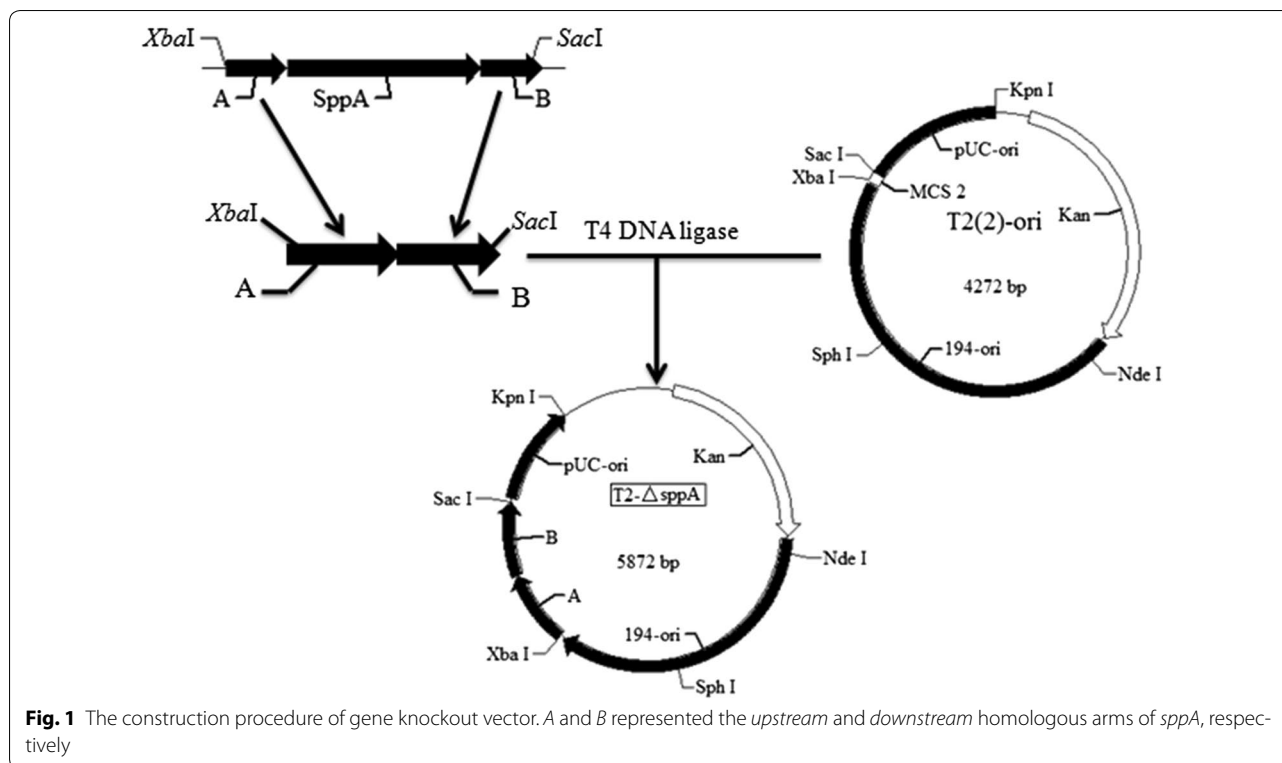 XbaI
SacI
A
SppA
B
XbaI
SacI
A
B
T4 DNA ligase
Kpn I
pUC-ori
Sac I
Xba I
MCS 2
T2(2)-ori
Kan
4272 bp
Sph I
194-ori
Nde I
Kpn I
pUC-ori
Kan
Sac I
T2-△sppA
B
5872 bp
Nde I
A
194-ori
Xba I
Sph I
Fig. 1 The construction procedure of gene knockout vector. A and B represented the upstream and downstream homologous arms of sppA, respec-
tively